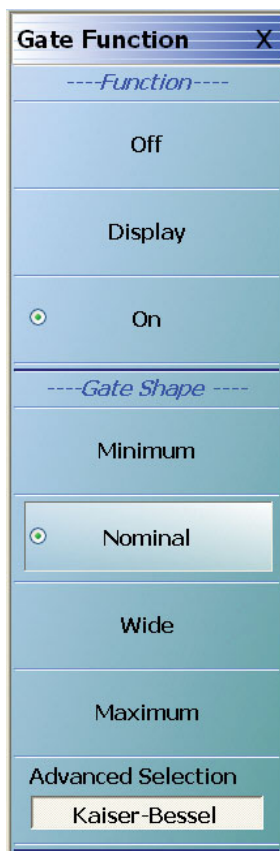 Gate Function X
----Function----
Off
Display
On
----Gate Shape ----
Minimum
Nominal
Wide
Maximum
Advanced Selection
Kaiser-Bessel